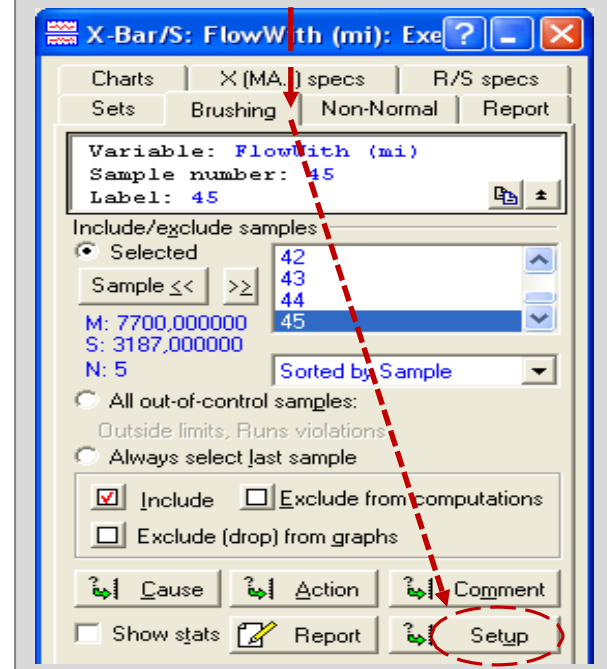 X-Bar/S: FlowWith (mi): Exe
Charts X (MA..) specs R/S specs
Sets Brushing Non-Normal Report
Variable: FlowWith (mi)
Sample number: 45
Label: 45
Include/exclude samples
Selected
42
43
44
45
Sample << >>
M: 7700,000000
S: 3187,000000
N: 5
Sorted by Sample
All out-of-control samples:
Outside limits, Runs violations
Always select last sample
Include Exclude from computations
Exclude (drop) from graphs
Cause Action Comment
Show stats Report Setup